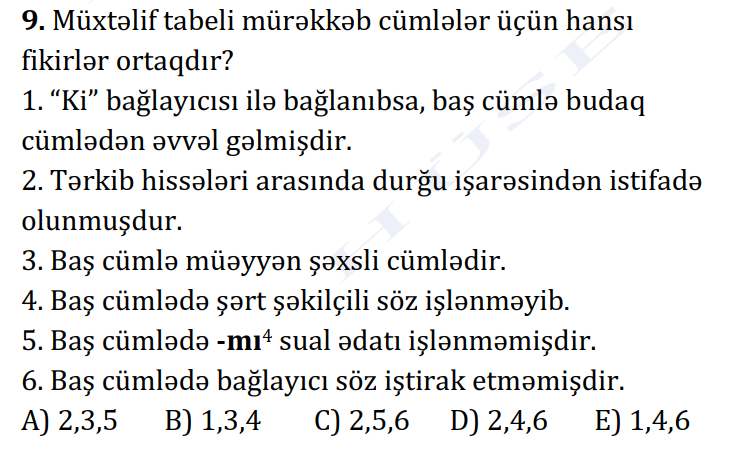 9. Müxtəlif tabeli mürəkkəb cümlələr üçün hansı
fikirlər ortaqdır?
1. “Ki” bağlayıcısı ilə bağlanıbsa, baş cümlə budaq
cümlədən əvvəl gəlmişdir.
2. Tərkib hissələri arasında durğu işarəsindən istifadə
olunmuşdur.
3. Baş cümlə müəyyən şəxsli cümlədir.
4. Baş cümlədə şərt şəkilçili söz işlənməyib.
5. Baş cümlədə -mı⁴ sual ədatı işlənməmişdir.
6. Baş cümlədə bağlayıcı söz iştirak etməmişdir.
A) 2,3,5 B) 1,3,4 C) 2,5,6 D) 2,4,6 E) 1,4,6